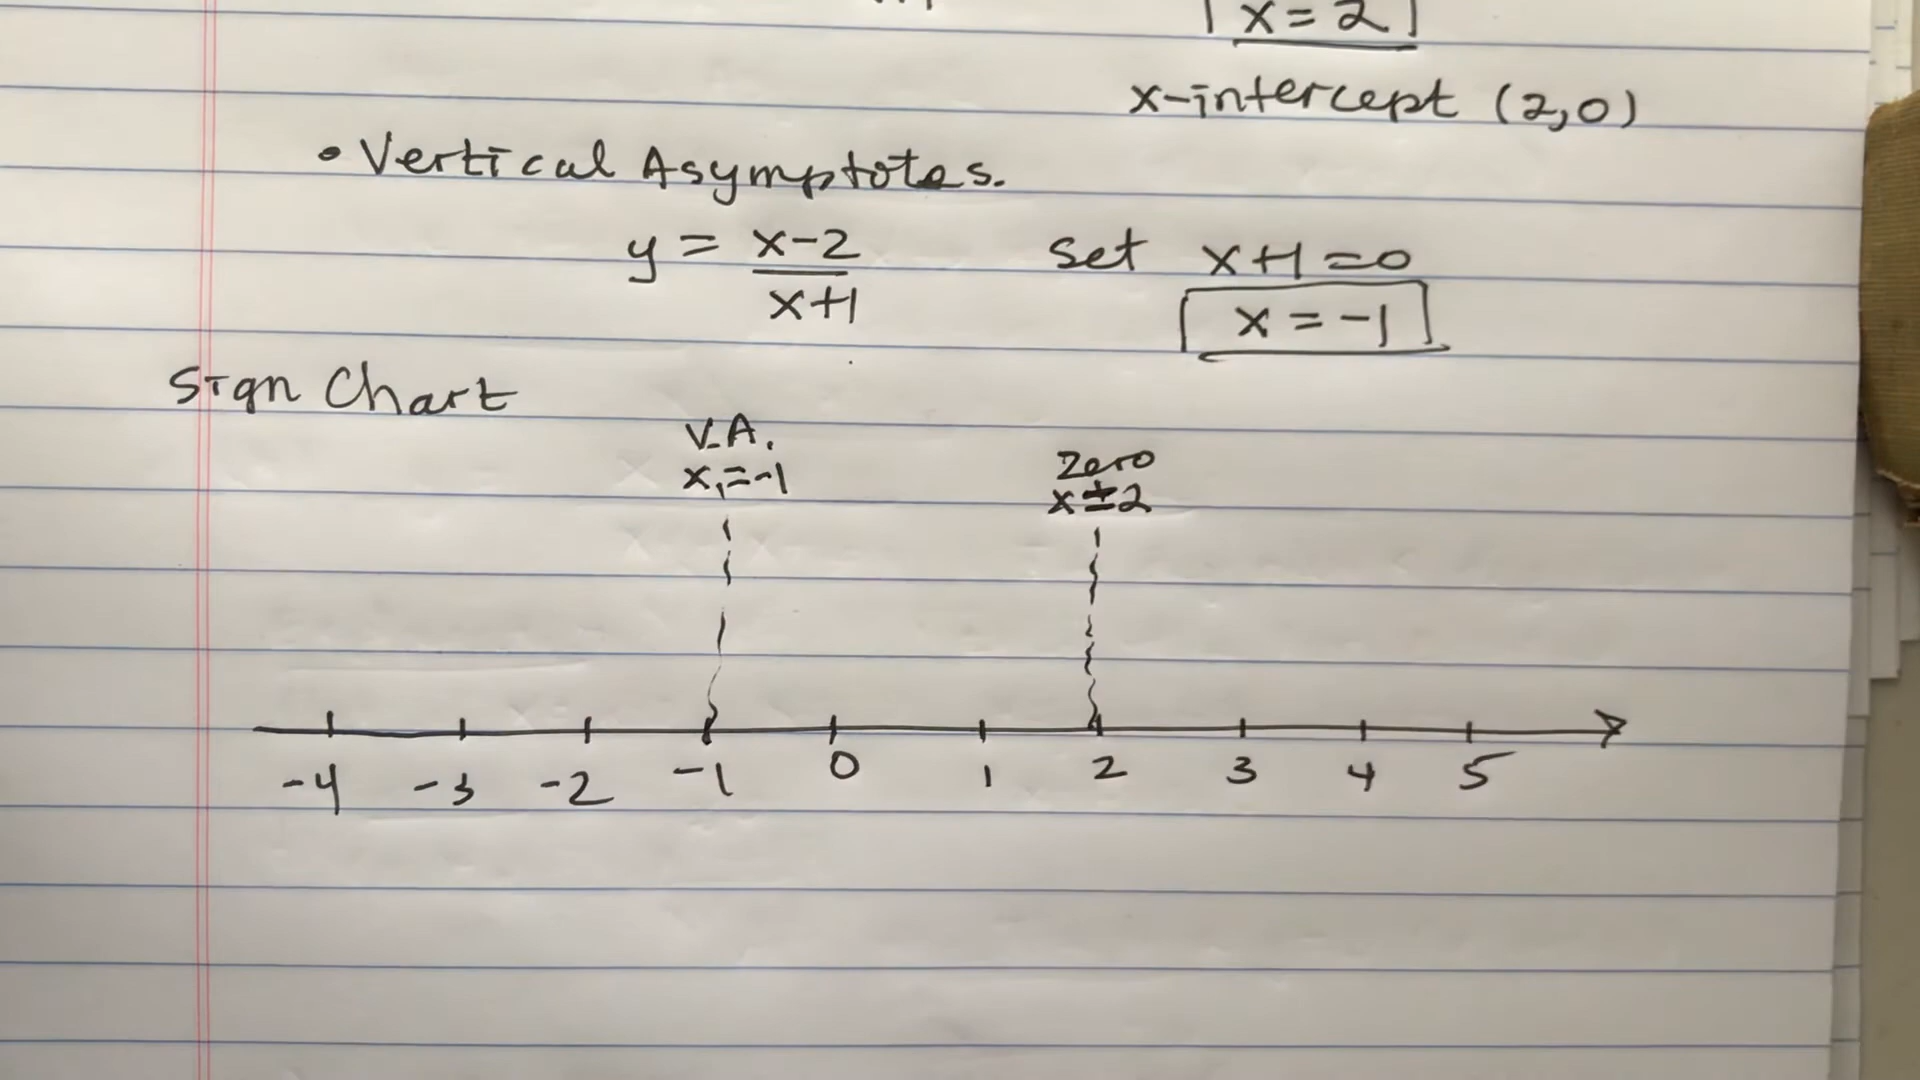 x = 2
x-intercept (2,0)
• Vertical Asymptotes.
y = x-2 / x+1
Set x+1=0
x = -1
Sign Chart
V.A.
x=-1
Zero
x=2
-4 -3 -2 -1 0 1 2 3 4 5